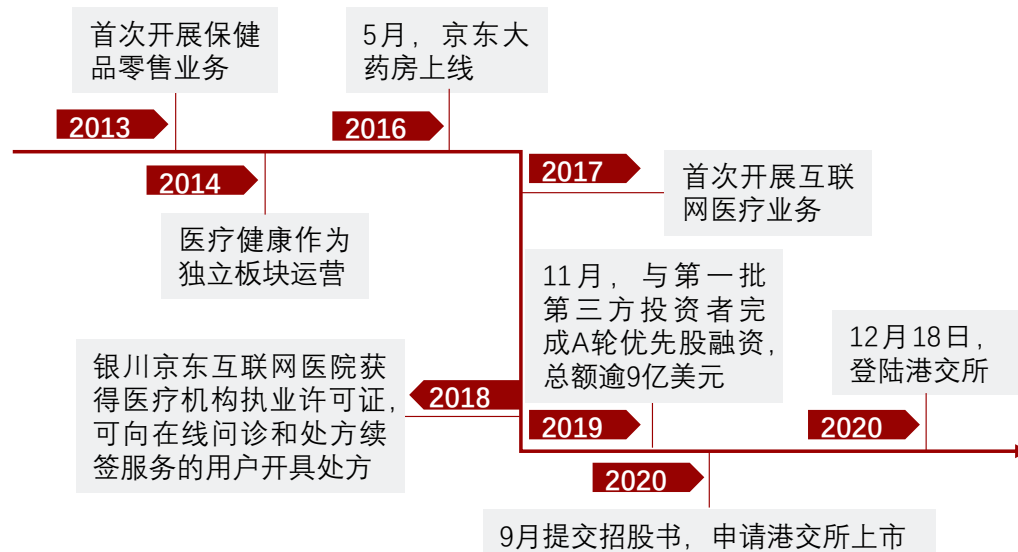 首次开展保健
品零售业务
5月，京东大
药房上线
2013
2016
2014
医疗健康作为
独立板块运营
2017
首次开展互联
网医疗业务
11月，与第一批
第三方投资者完
成A轮优先股融资，
总额逾9亿美元
12月18日，
登陆港交所
银川京东互联网医院获
得医疗机构执业许可证，
可向在线问诊和处方续
签服务的用户开具处方
2018
2019
2020
2020
9月提交招股书，申请港交所上市